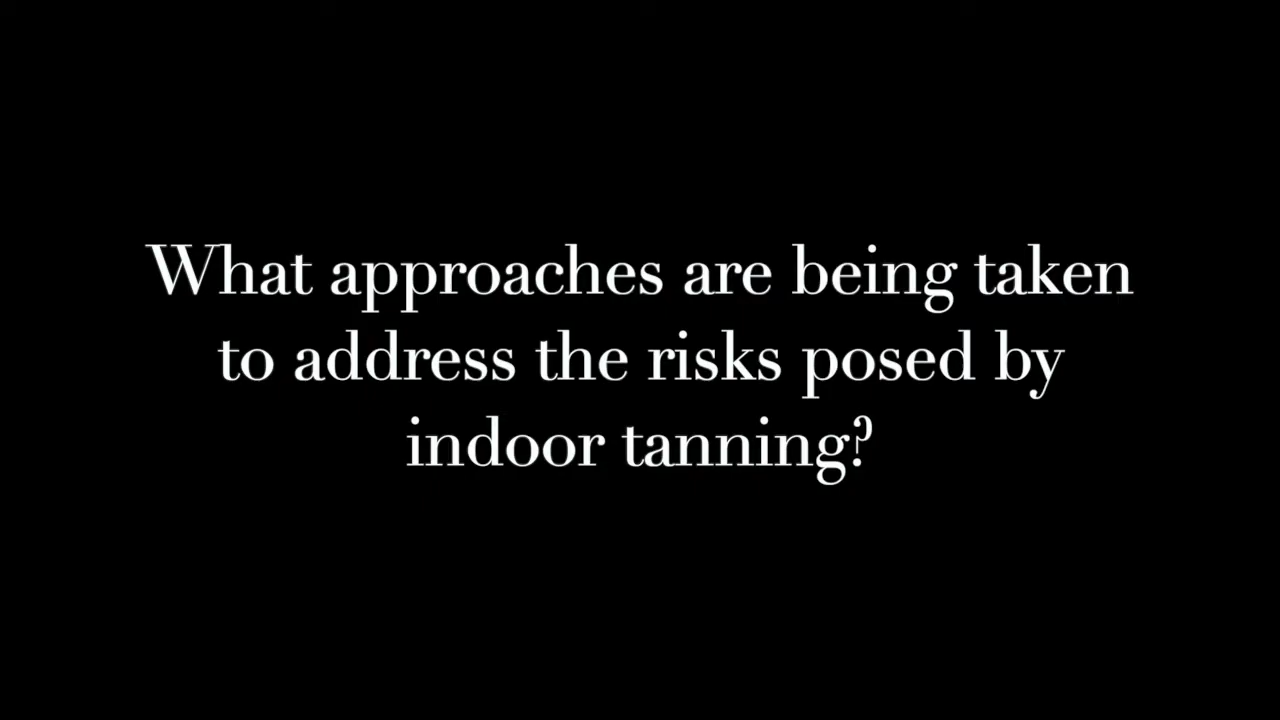 What approaches are being taken
to address the risks posed by
indoor tanning?